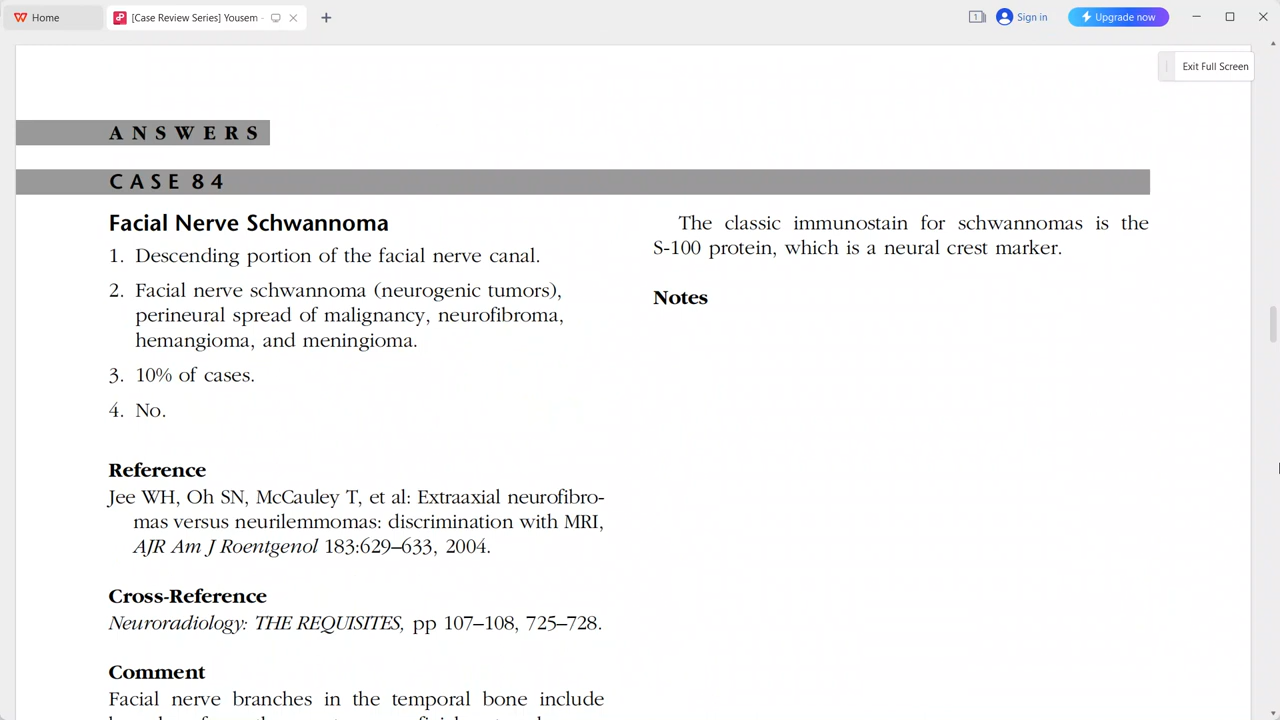 Home
[Case Review Series] Yousem -
1
Sign in
Upgrade now
Exit Full Screen
ANSWERS
CASE 84
Facial Nerve Schwannoma
1. Descending portion of the facial nerve canal.
2. Facial nerve schwannoma (neurogenic tumors),
perineural spread of malignancy, neurofibroma,
hemangioma, and meningioma.
3. 10% of cases.
4. No.
Reference
Jee WH, Oh SN, McCauley T, et al: Extraaxial neurofibro-
mas versus neurilemmomas: discrimination with MRI,
AJR Am J Roentgenol 183:629–633, 2004.
Cross-Reference
Neuroradiology: THE REQUISITES, pp 107–108, 725–728.
Comment
Facial nerve branches in the temporal bone include
The classic immunostain for schwannomas is the
S-100 protein, which is a neural crest marker.
Notes